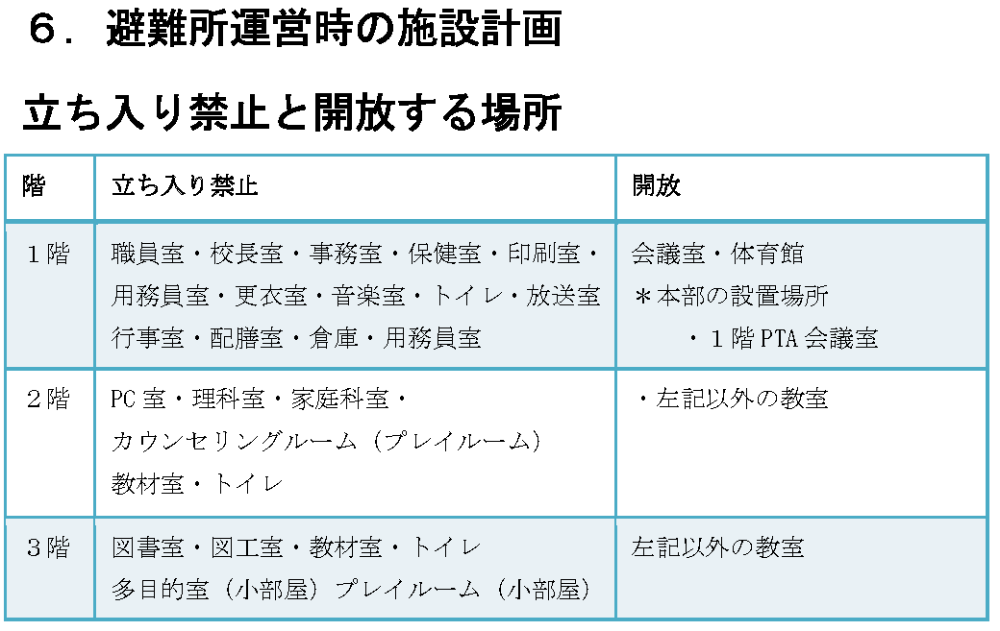 ６．避難所運営時の施設計画
立ち入り禁止と開放する場所
階 立ち入り禁止 開放
１階 職員室・校長室・事務室・保健室・印刷室・ 会議室・体育館
用務員室・更衣室・音楽室・トイレ・放送室 ＊本部の設置場所
行事室・配膳室・倉庫・用務員室 ・１階PTA会議室
２階 PC室・理科室・家庭科室・ ・左記以外の教室
カウンセリングルーム（プレイルーム）
教材室・トイレ
３階 図書室・図工室・教材室・トイレ 左記以外の教室
多目的室（小部屋）プレイルーム（小部屋）